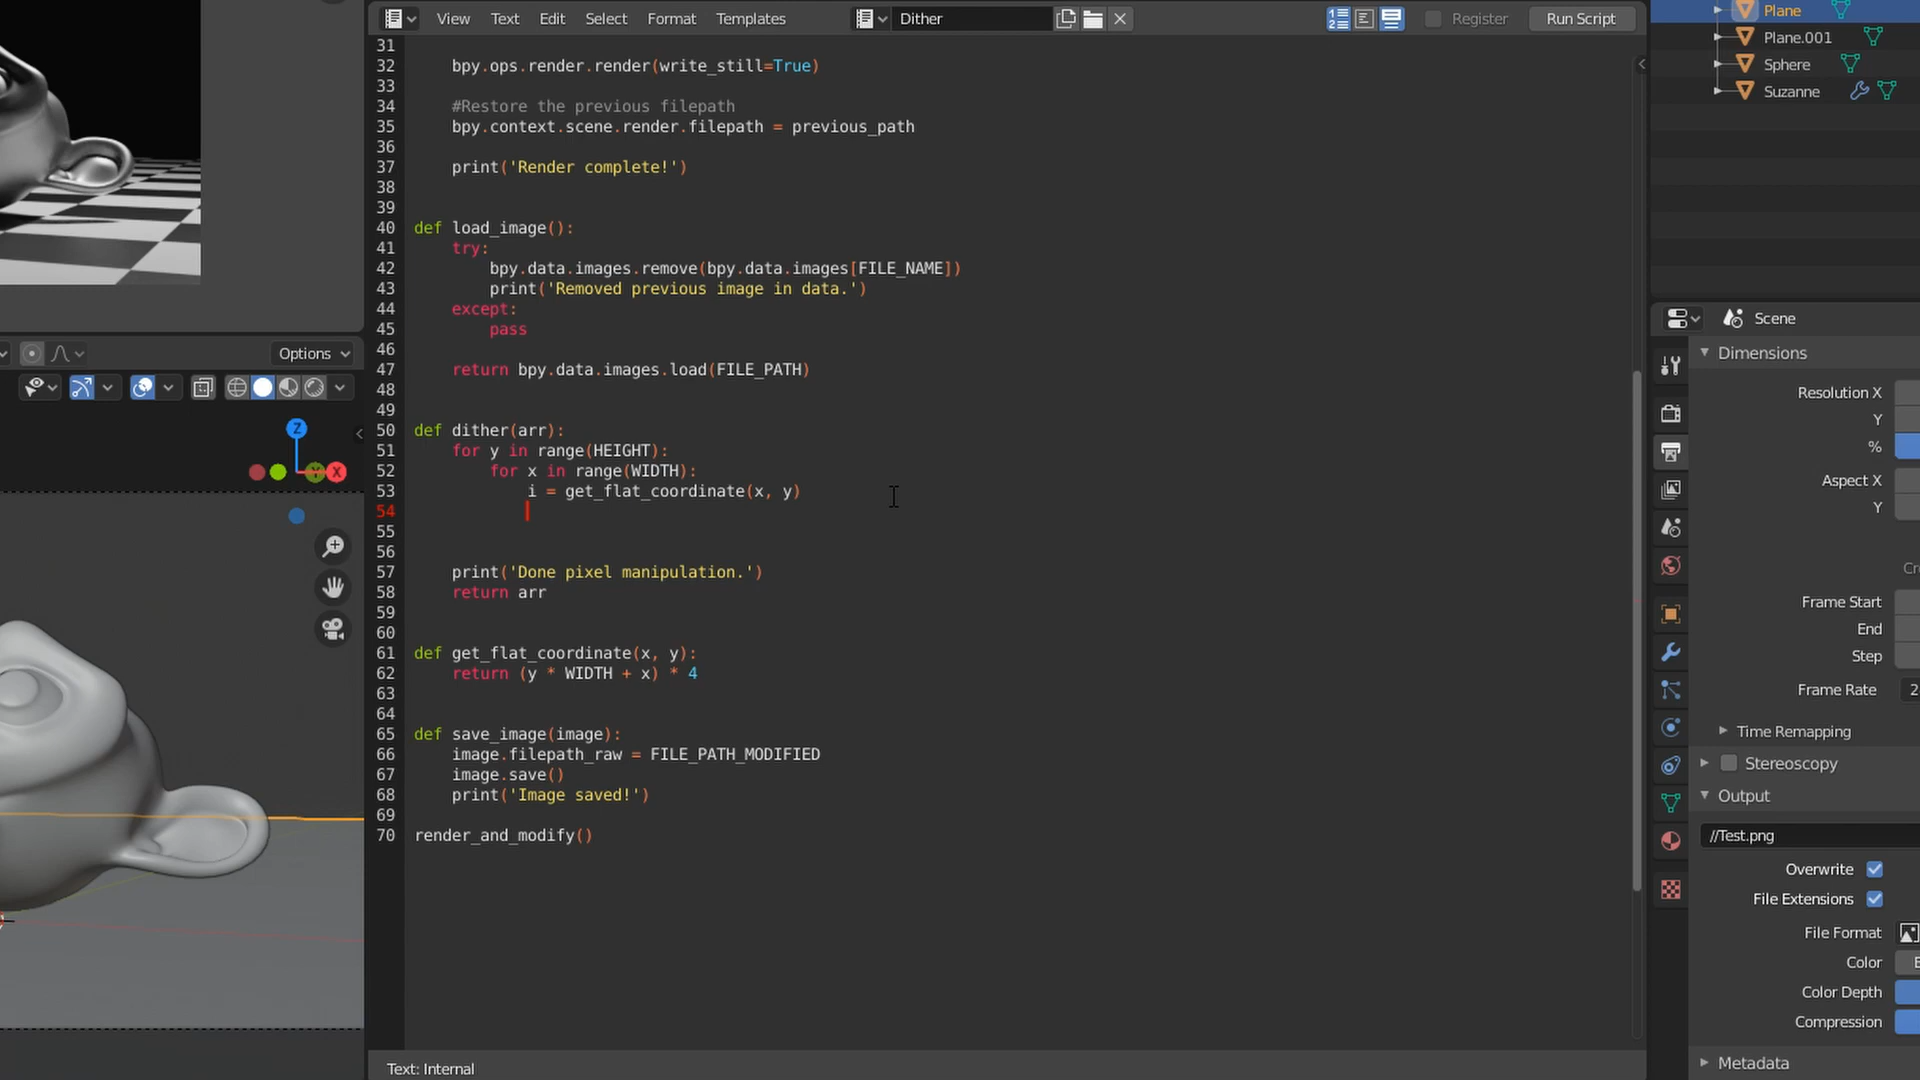 View Text Edit Select Format Templates Dither Register Run Script
31
32 bpy.ops.render.render(write_still=True)
33
34 #Restore the previous filepath
35 bpy.context.scene.render.filepath = previous_path
36
37 print('Render complete!')
38
39
40 def load_image():
41 try:
42 bpy.data.images.remove(bpy.data.images[FILE_NAME])
43 print('Removed previous image in data.')
44 except:
45 pass
46
47 return bpy.data.images.load(FILE_PATH)
48
49
50 def dither(arr):
51 for y in range(HEIGHT):
52 for x in range(WIDTH):
53 i = get_flat_coordinate(x, y)
54
55
56
57 print('Done pixel manipulation.')
58 return arr
59
60
61 def get_flat_coordinate(x, y):
62 return (y * WIDTH + x) * 4
63
64
65 def save_image(image):
66 image.filepath_raw = FILE_PATH_MODIFIED
67 image.save()
68 print('Image saved!')
69
70 render_and_modify()
Text: Internal
Options
Z
Y
X
Plane
Plane.001
Sphere
Suzanne
Scene
Dimensions
Resolution X
Y
%
Aspect X
Y
Frame Start
End
Step
Frame Rate 2
Time Remapping
Stereoscopy
Output
//Test.png
Overwrite
File Extensions
File Format
Color
Color Depth
Compression
Metadata